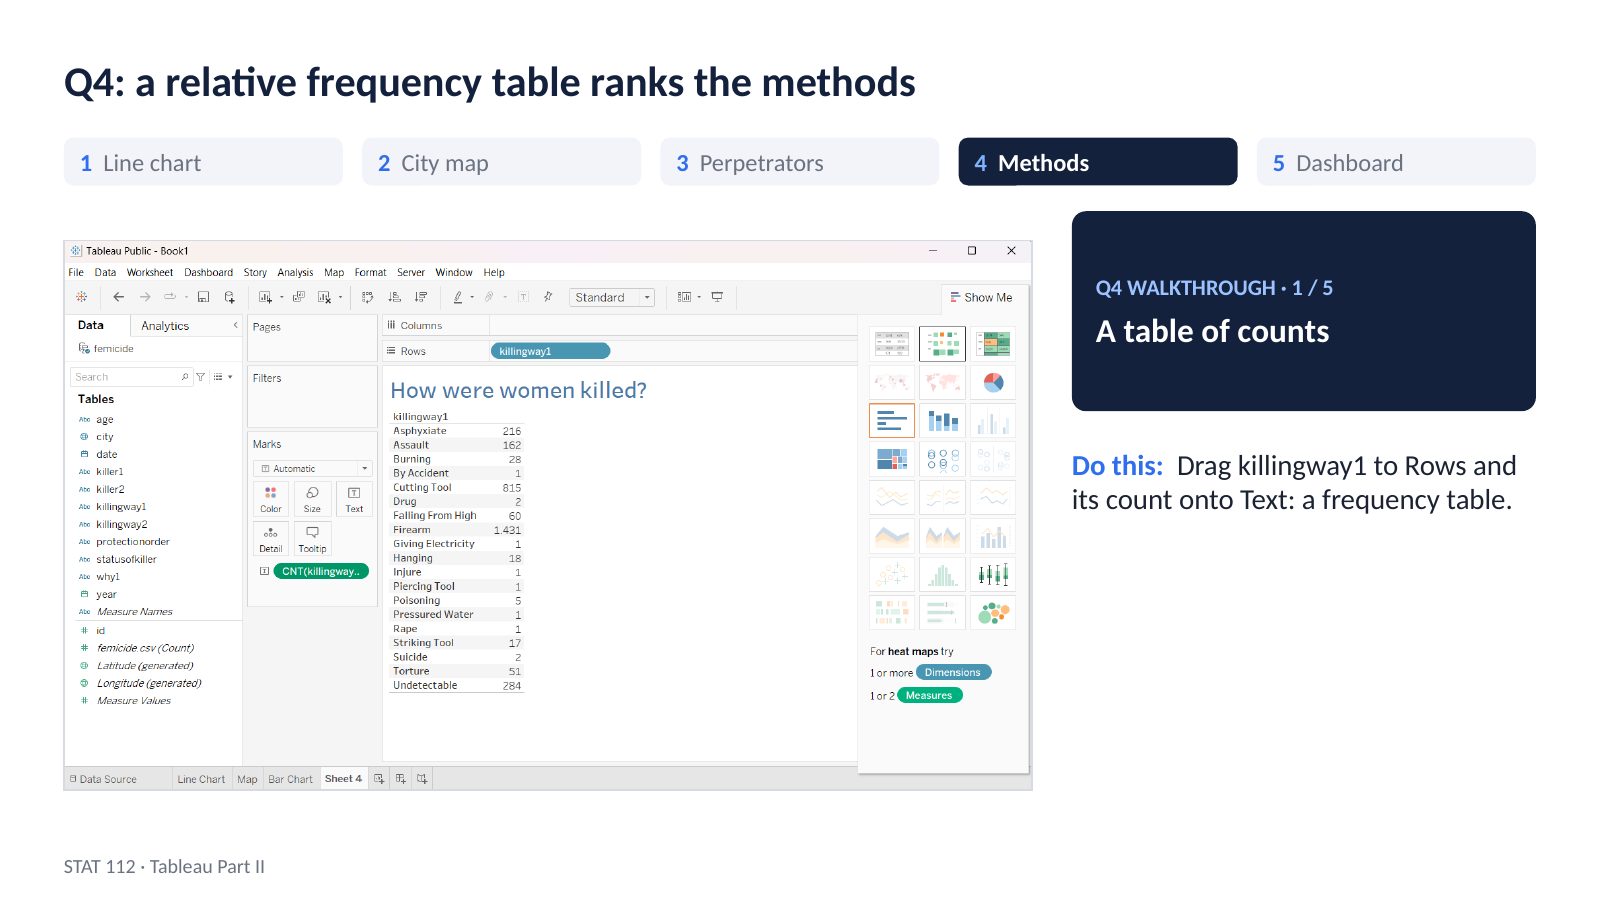 Q4: a relative frequency table ranks the methods
1 Line chart
2 City map
3 Perpetrators
4 Methods
5 Dashboard
Tableau Public - Book1
File Data Worksheet Dashboard Story Analysis Map Format Server Window Help
Standard
Show Me
Data Analytics
femicide
Search
Tables
age
city
date
killer1
killer2
killingway1
killingway2
protectionorder
statusofkiller
why1
year
Measure Names
id
femicide.csv (Count)
Latitude (generated)
Longitude (generated)
Measure Values
Pages
Filters
Marks
Automatic
Color Size Text
Detail Tooltip
CNT(killingway..
Columns
Rows killingway1
How were women killed?
killingway1
Asphyxiate 216
Assault 162
Burning 28
By Accident 1
Cutting Tool 815
Drug 2
Falling From High 60
Firearm 1.431
Giving Electricity 1
Hanging 18
Injure 1
Piercing Tool 1
Poisoning 5
Pressured Water 1
Rape 1
Striking Tool 17
Suicide 2
Torture 51
Undetectable 284
For heat maps try
1 or more Dimensions
1 or 2 Measures
Data Source Line Chart Map Bar Chart Sheet 4
Q4 WALKTHROUGH · 1 / 5
A table of counts
Do this: Drag killingway1 to Rows and
its count onto Text: a frequency table.
STAT 112 · Tableau Part II